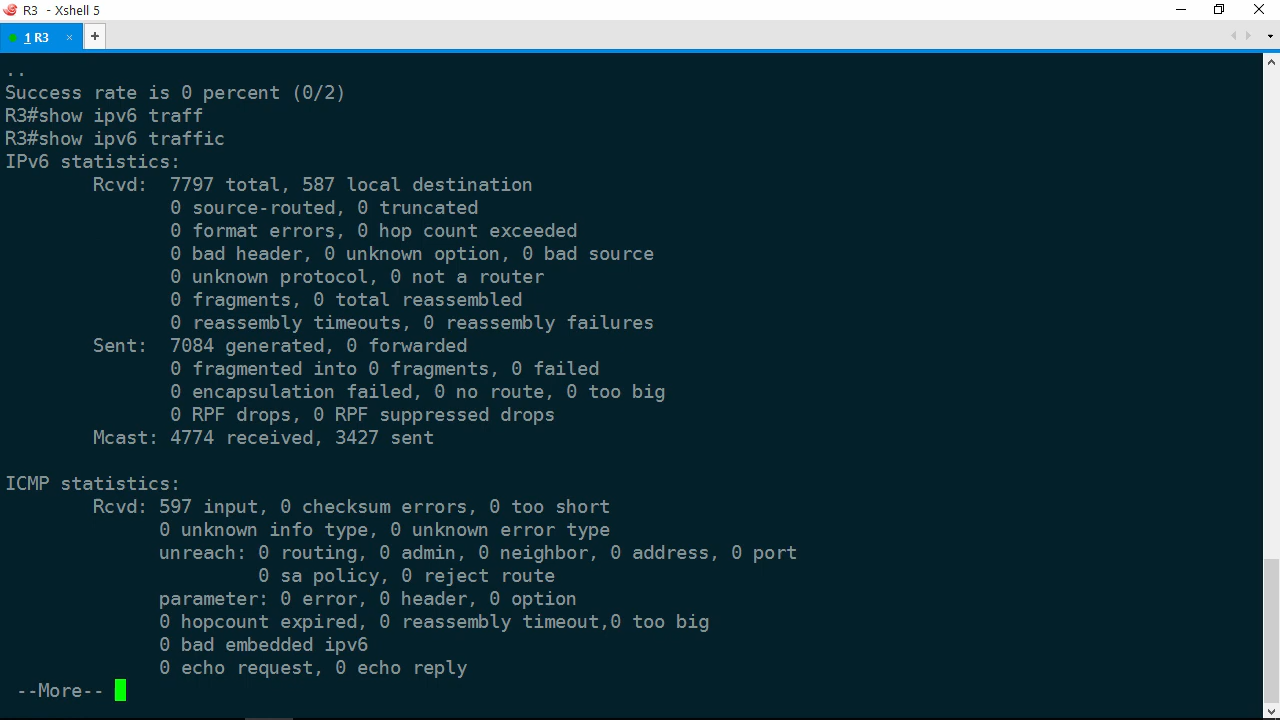 R3 - Xshell 5
1 R3 × +
..
Success rate is 0 percent (0/2)
R3#show ipv6 traff
R3#show ipv6 traffic
IPv6 statistics:
Rcvd: 7797 total, 587 local destination
0 source-routed, 0 truncated
0 format errors, 0 hop count exceeded
0 bad header, 0 unknown option, 0 bad source
0 unknown protocol, 0 not a router
0 fragments, 0 total reassembled
0 reassembly timeouts, 0 reassembly failures
Sent: 7084 generated, 0 forwarded
0 fragmented into 0 fragments, 0 failed
0 encapsulation failed, 0 no route, 0 too big
0 RPF drops, 0 RPF suppressed drops
Mcast: 4774 received, 3427 sent
ICMP statistics:
Rcvd: 597 input, 0 checksum errors, 0 too short
0 unknown info type, 0 unknown error type
unreach: 0 routing, 0 admin, 0 neighbor, 0 address, 0 port
0 sa policy, 0 reject route
parameter: 0 error, 0 header, 0 option
0 hopcount expired, 0 reassembly timeout,0 too big
0 bad embedded ipv6
0 echo request, 0 echo reply
--More--